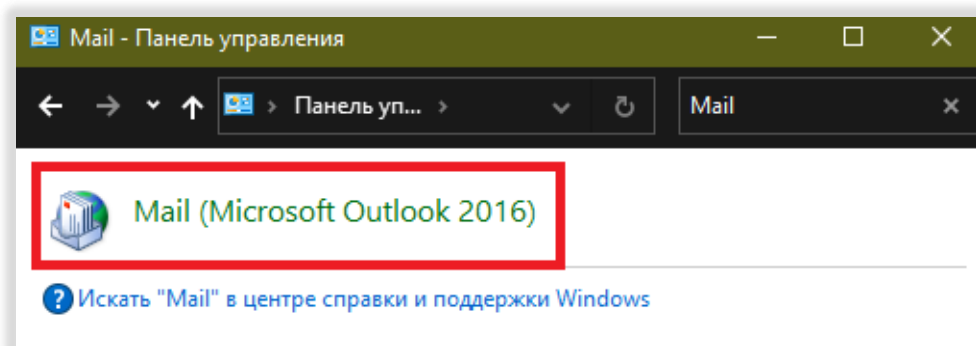 Mail - Панель управления
Панель уп...
Mail
Mail (Microsoft Outlook 2016)
Искать "Mail" в центре справки и поддержки Windows